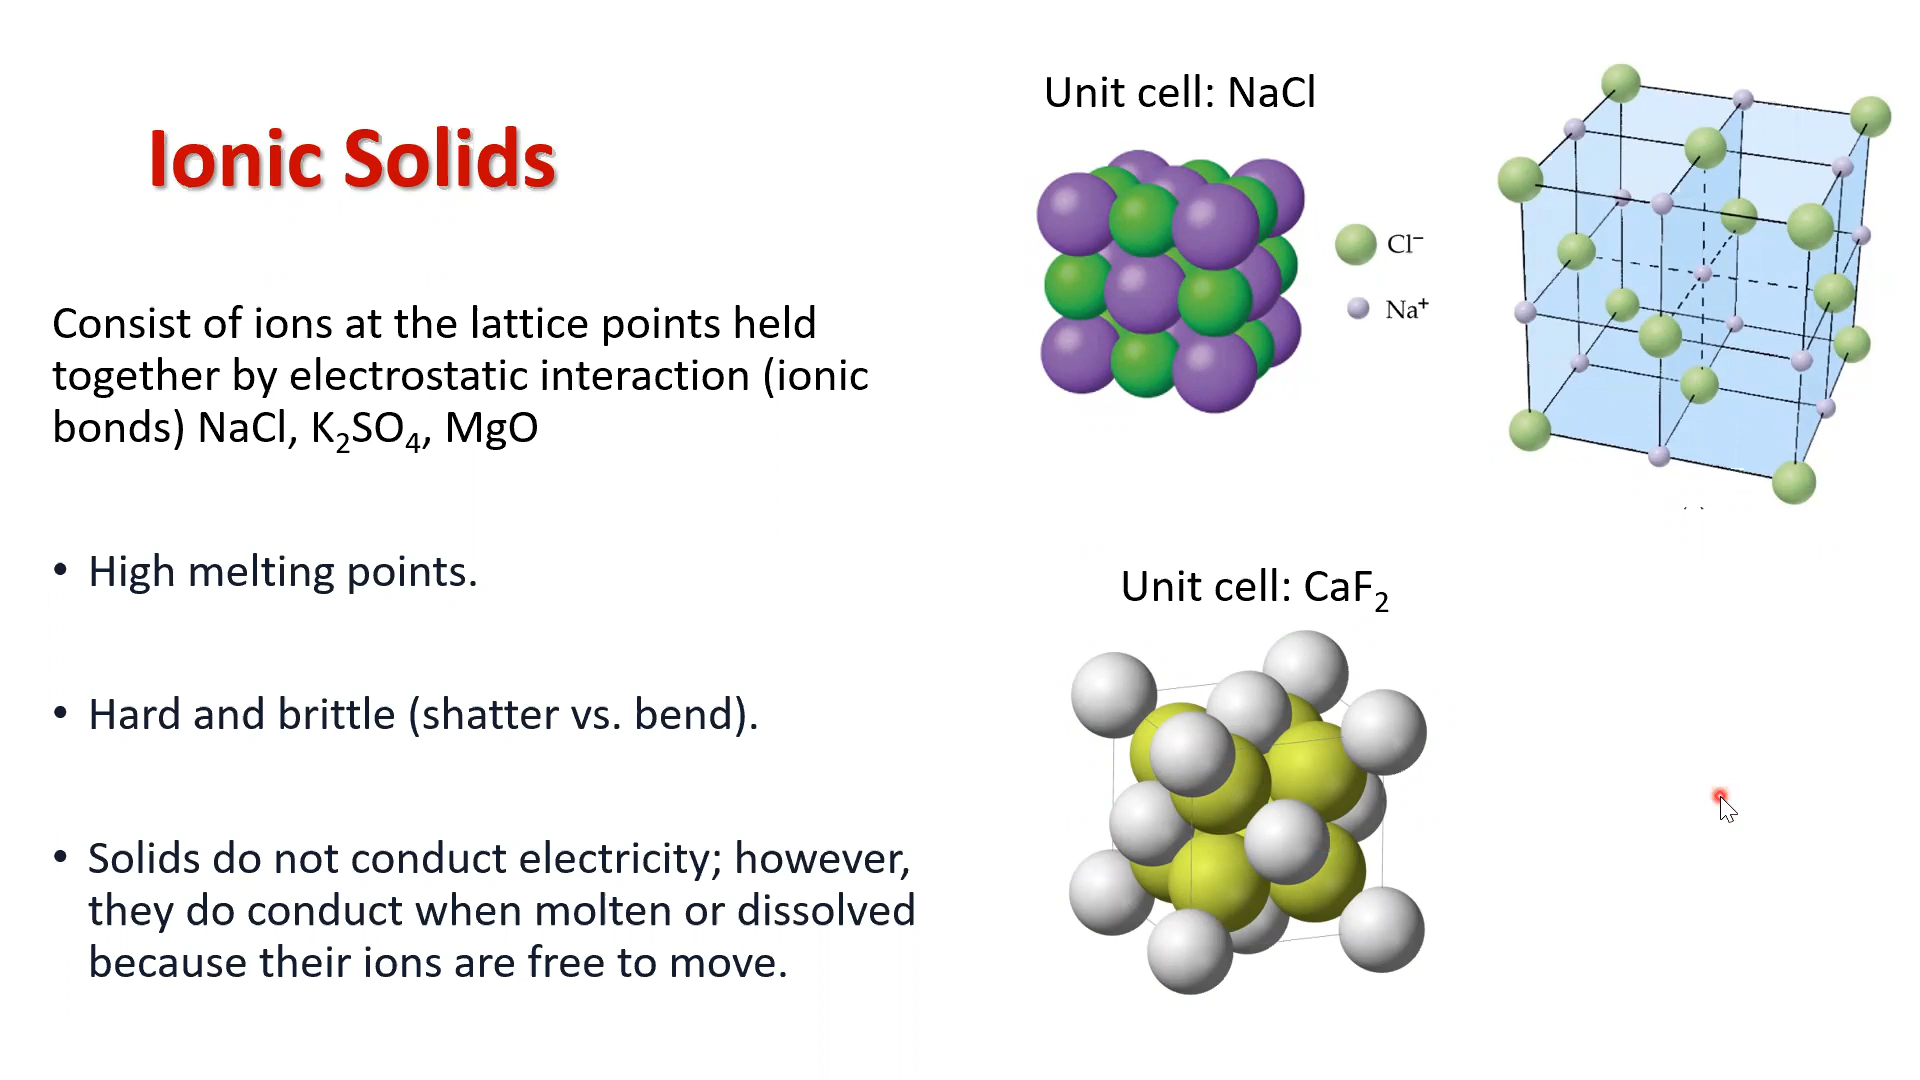 Ionic Solids
Consist of ions at the lattice points held
together by electrostatic interaction (ionic
bonds) NaCl, K₂SO₄, MgO
• High melting points.
• Hard and brittle (shatter vs. bend).
• Solids do not conduct electricity; however,
they do conduct when molten or dissolved
because their ions are free to move.
Unit cell: NaCl
Cl⁻
Na⁺
Unit cell: CaF₂